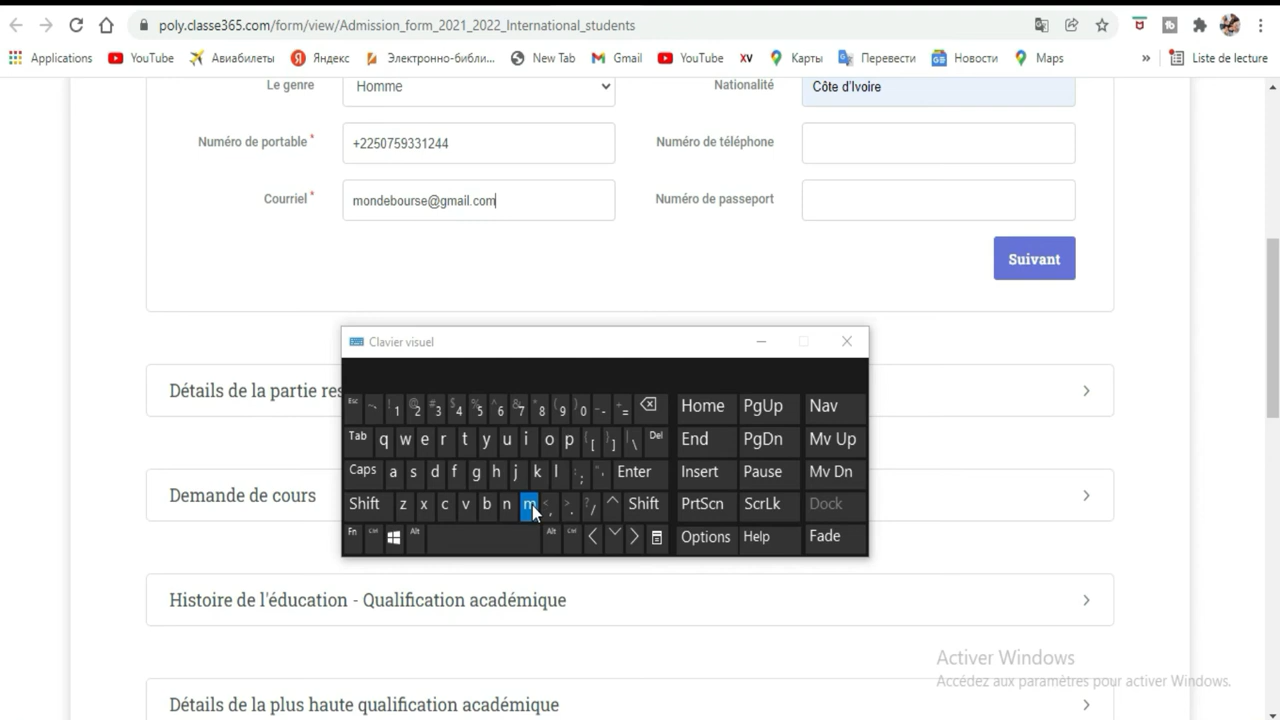 poly.classe365.com/form/view/Admission_form_2021_2022_International_students
Applications YouTube Авиабилеты Яндекс Электронно-библи... New Tab Gmail YouTube XV Карты Перевести Новости Maps » Liste de lecture
Le genre Homme Nationalité Côte d'Ivoire
Numéro de portable * +2250759331244 Numéro de téléphone
Courriel * mondebourse@gmail.com Numéro de passeport
Suivant
Clavier visuel
Détails de la partie res
Esc ~ ` ! 1 @ 2 # 3 $ 4 % 5 ^ 6 & 7 * 8 ( 9 ) 0 _ - + = Home PgUp Nav
Tab q w e r t y u i o p { [ } ] | \ Del End PgDn Mv Up
Caps a s d f g h j k l : ; " ' Enter Insert Pause Mv Dn
Shift z x c v b n m < , > . ? / ^ Shift PrtScn ScrLk Dock
Fn Ctrl Alt Alt Ctrl < > Options Help Fade
Demande de cours
Histoire de l'éducation - Qualification académique
Activer Windows
Accédez aux paramètres pour activer Windows.
Détails de la plus haute qualification académique